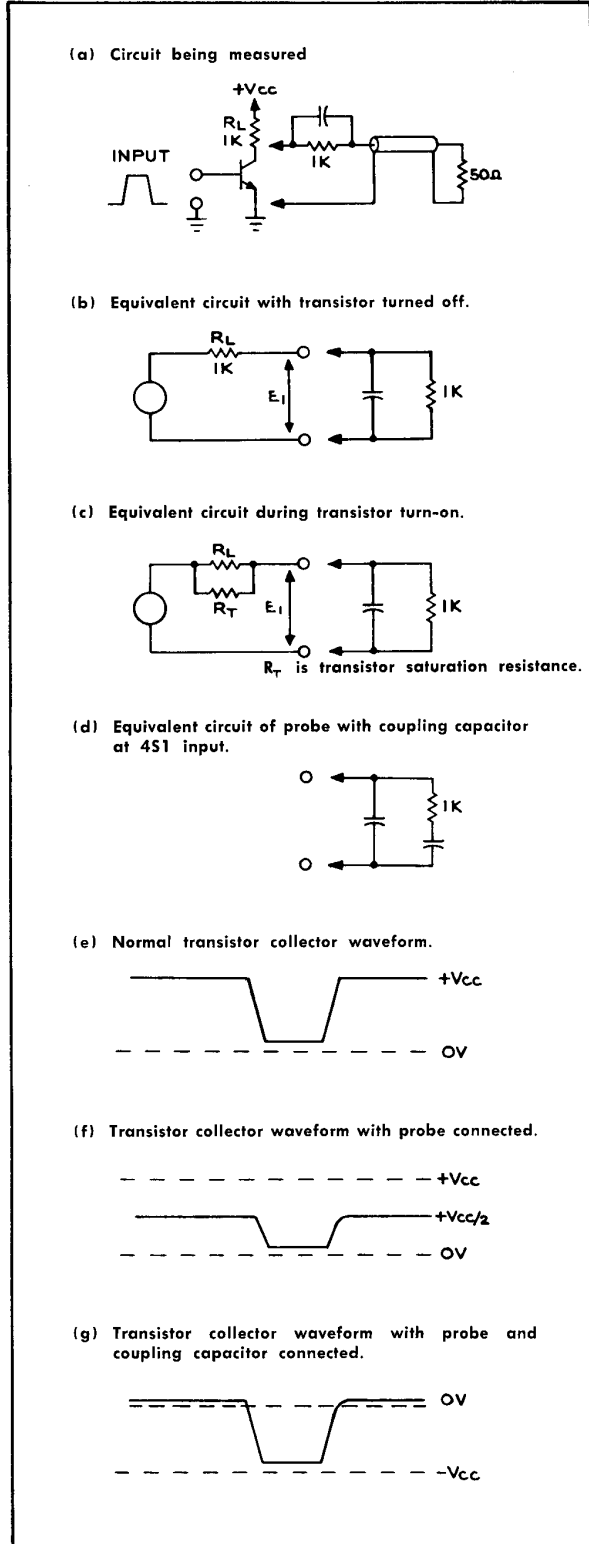 (a) Circuit being measured
+Vcc
RL
1K
1K
INPUT
50Ω
(b) Equivalent circuit with transistor turned off.
RL
1K
E1
1K
(c) Equivalent circuit during transistor turn-on.
RL
RT
E1
1K
RT is transistor saturation resistance.
(d) Equivalent circuit of probe with coupling capacitor
at 4S1 input.
1K
(e) Normal transistor collector waveform.
+Vcc
0V
(f) Transistor collector waveform with probe connected.
+Vcc
+Vcc/2
0V
(g) Transistor collector waveform with probe and
coupling capacitor connected.
0V
-Vcc